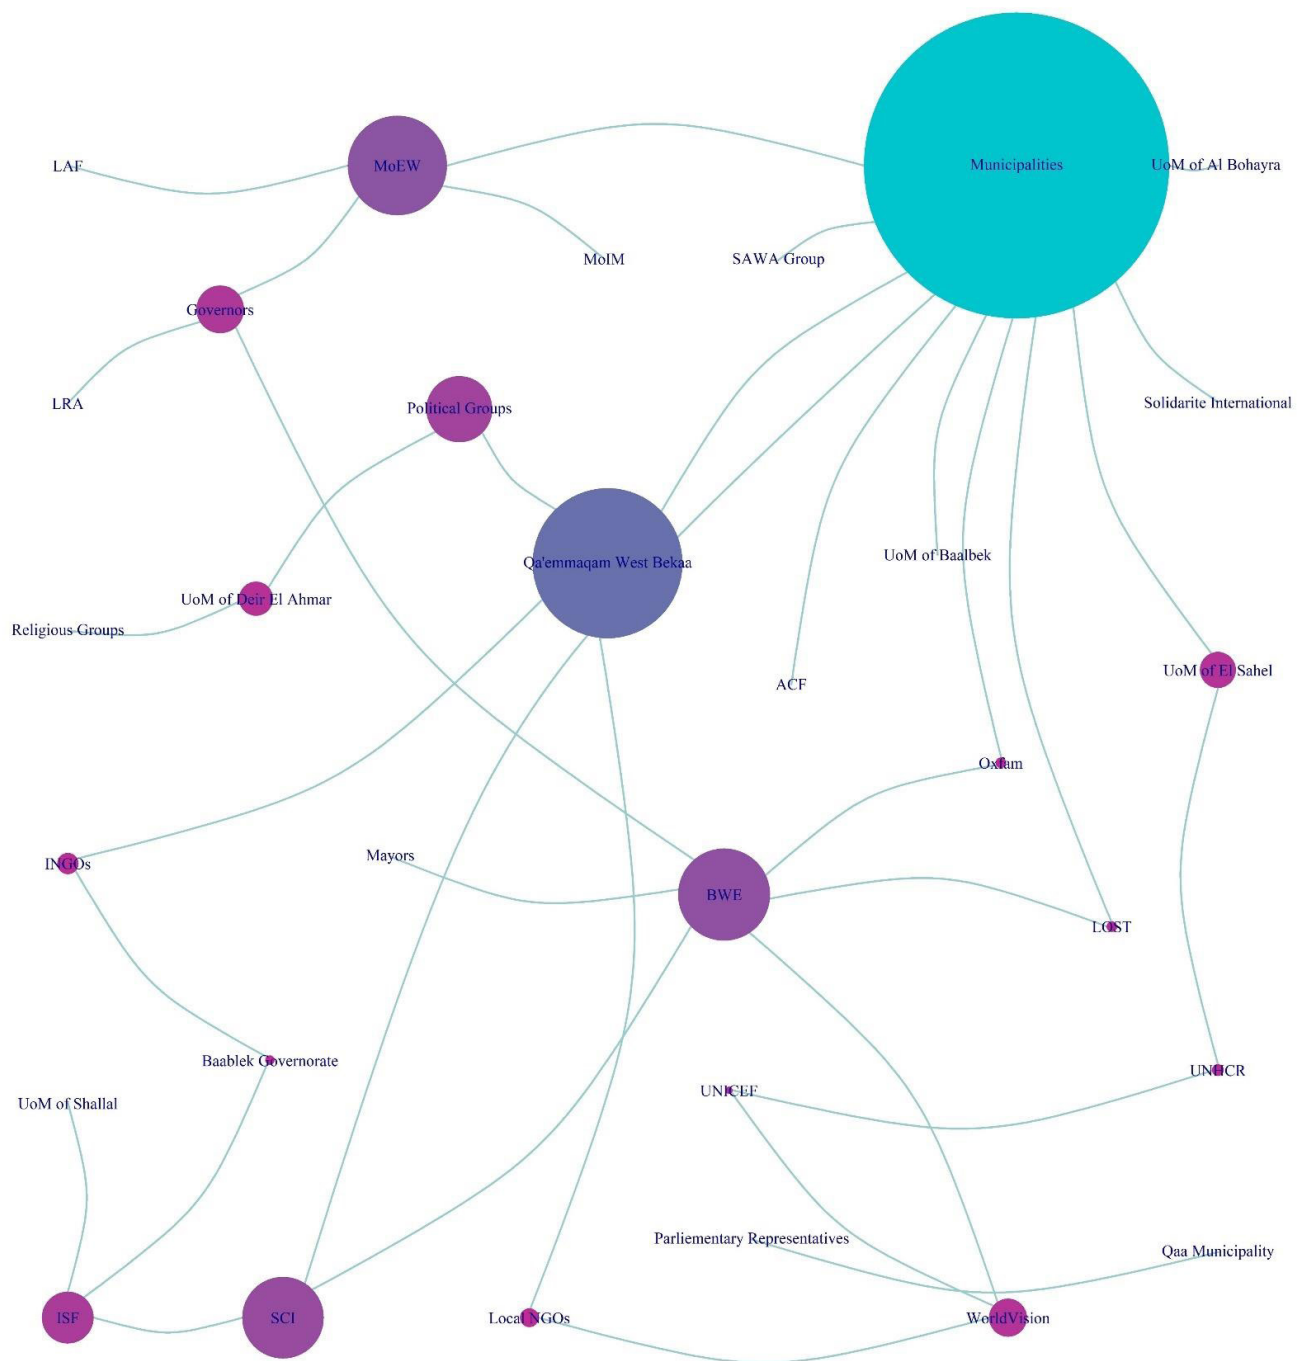 LAF
MoEW
Municipalities
UoM of Al Bohayra
MoIM
SAWA Group
Governors
LRA
Political Groups
Solidarite International
Qa'emmaqam West Bekaa
UoM of Baalbek
UoM of Deir El Ahmar
Religious Groups
ACF
UoM of El Sahel
Oxfam
INGOs
Mayors
BWE
LOST
Baablek Governorate
UoM of Shallal
UNICEF
UNHCR
Parliementary Representatives
Qaa Municipality
ISF
SCI
Local NGOs
WorldVision